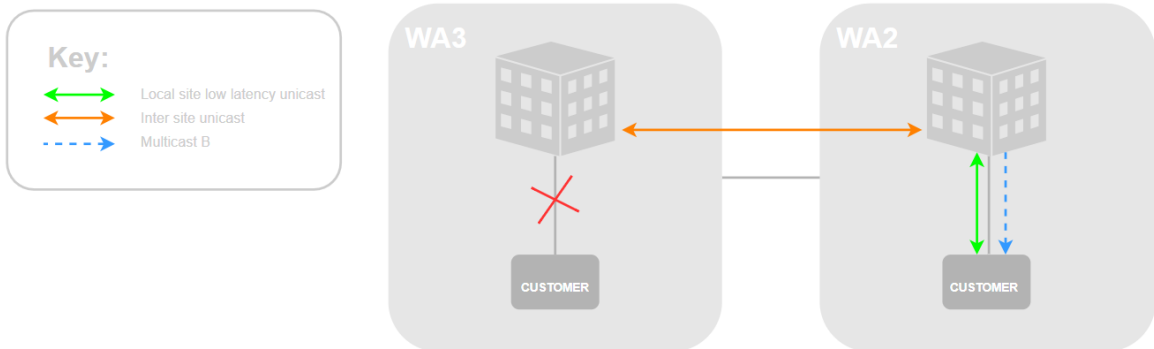 Key:
Local site low latency unicast
Inter site unicast
Multicast B
WA3
WA2
CUSTOMER
CUSTOMER